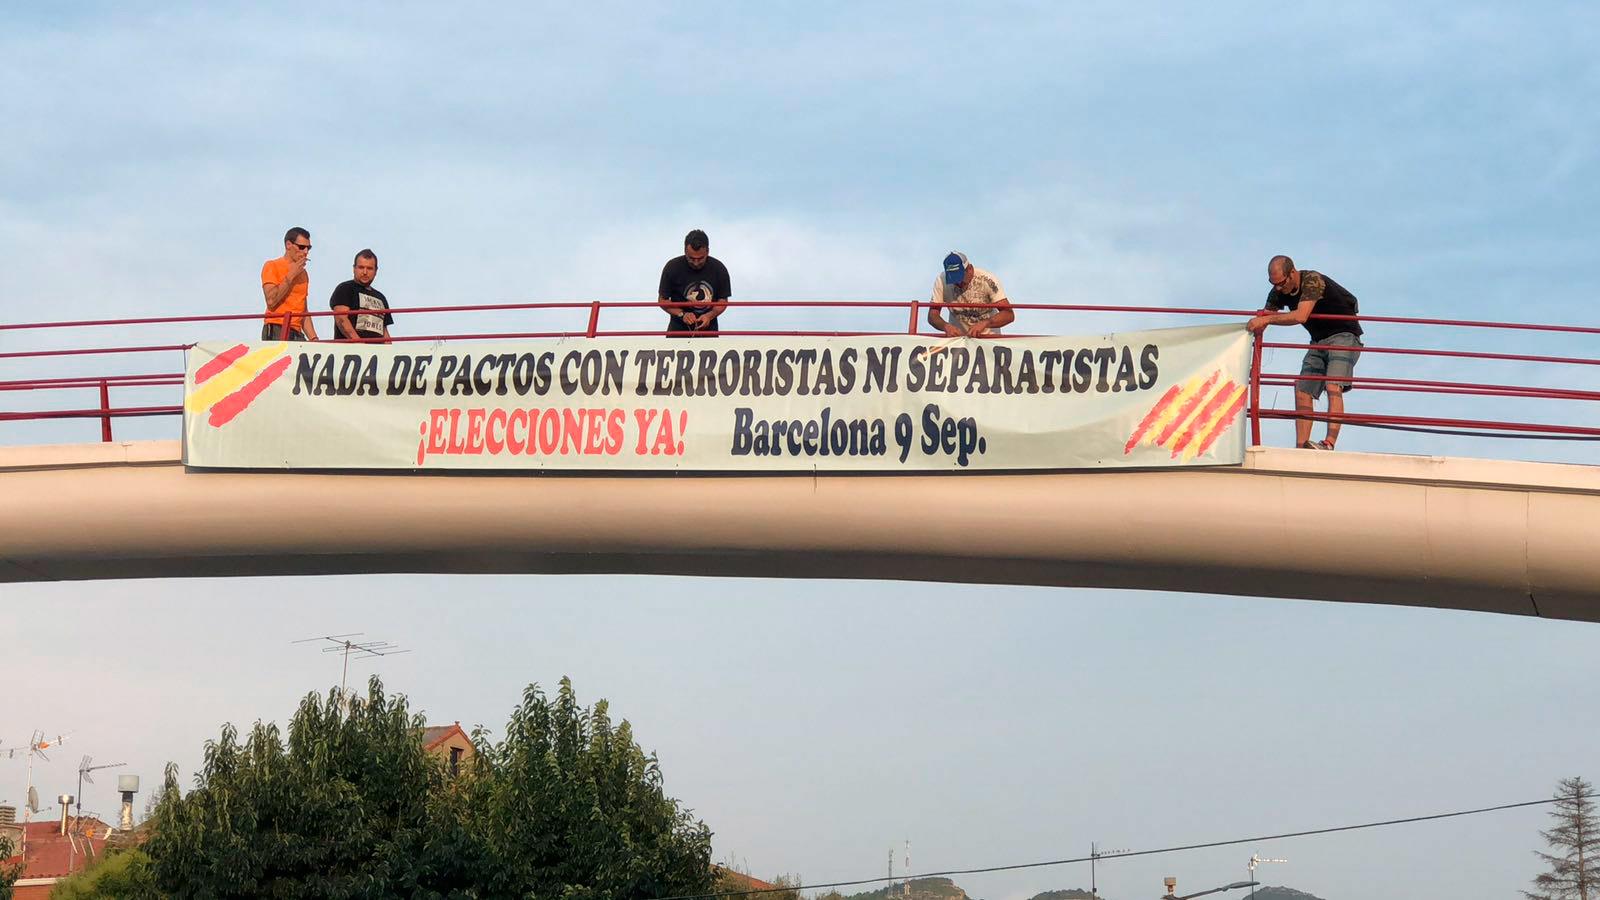 NADA DE PACTOS CON TERRORISTAS NI SEPARATISTAS
¡ELECCIONES YA! Barcelona 9 Sep.